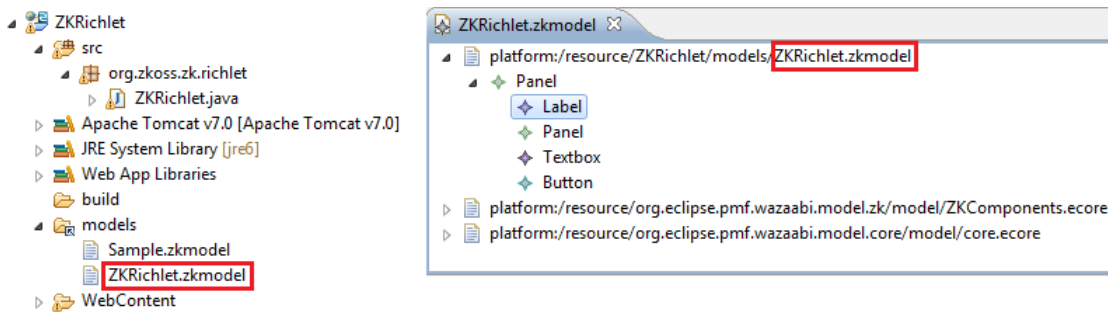 ZKRichlet
src
org.zkoss.zk.richlet
ZKRichlet.java
Apache Tomcat v7.0 [Apache Tomcat v7.0]
JRE System Library [jre6]
Web App Libraries
build
models
Sample.zkmodel
ZKRichlet.zkmodel
WebContent
ZKRichlet.zkmodel
platform:/resource/ZKRichlet/models/ZKRichlet.zkmodel
Panel
Label
Panel
Textbox
Button
platform:/resource/org.eclipse.pmf.wazaabi.model.zk/model/ZKComponents.ecore
platform:/resource/org.eclipse.pmf.wazaabi.model.core/model/core.ecore